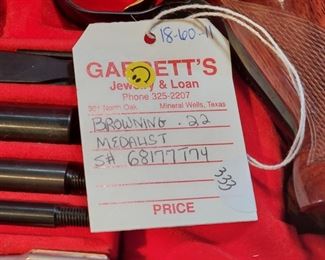 18-60-11
GARRETT'S
Jewelry & Loan
Phone 325-2207
301 North Oak Mineral Wells, Texas
BROWNING .22
MEDALIST
S# 68177T74
333
PRICE